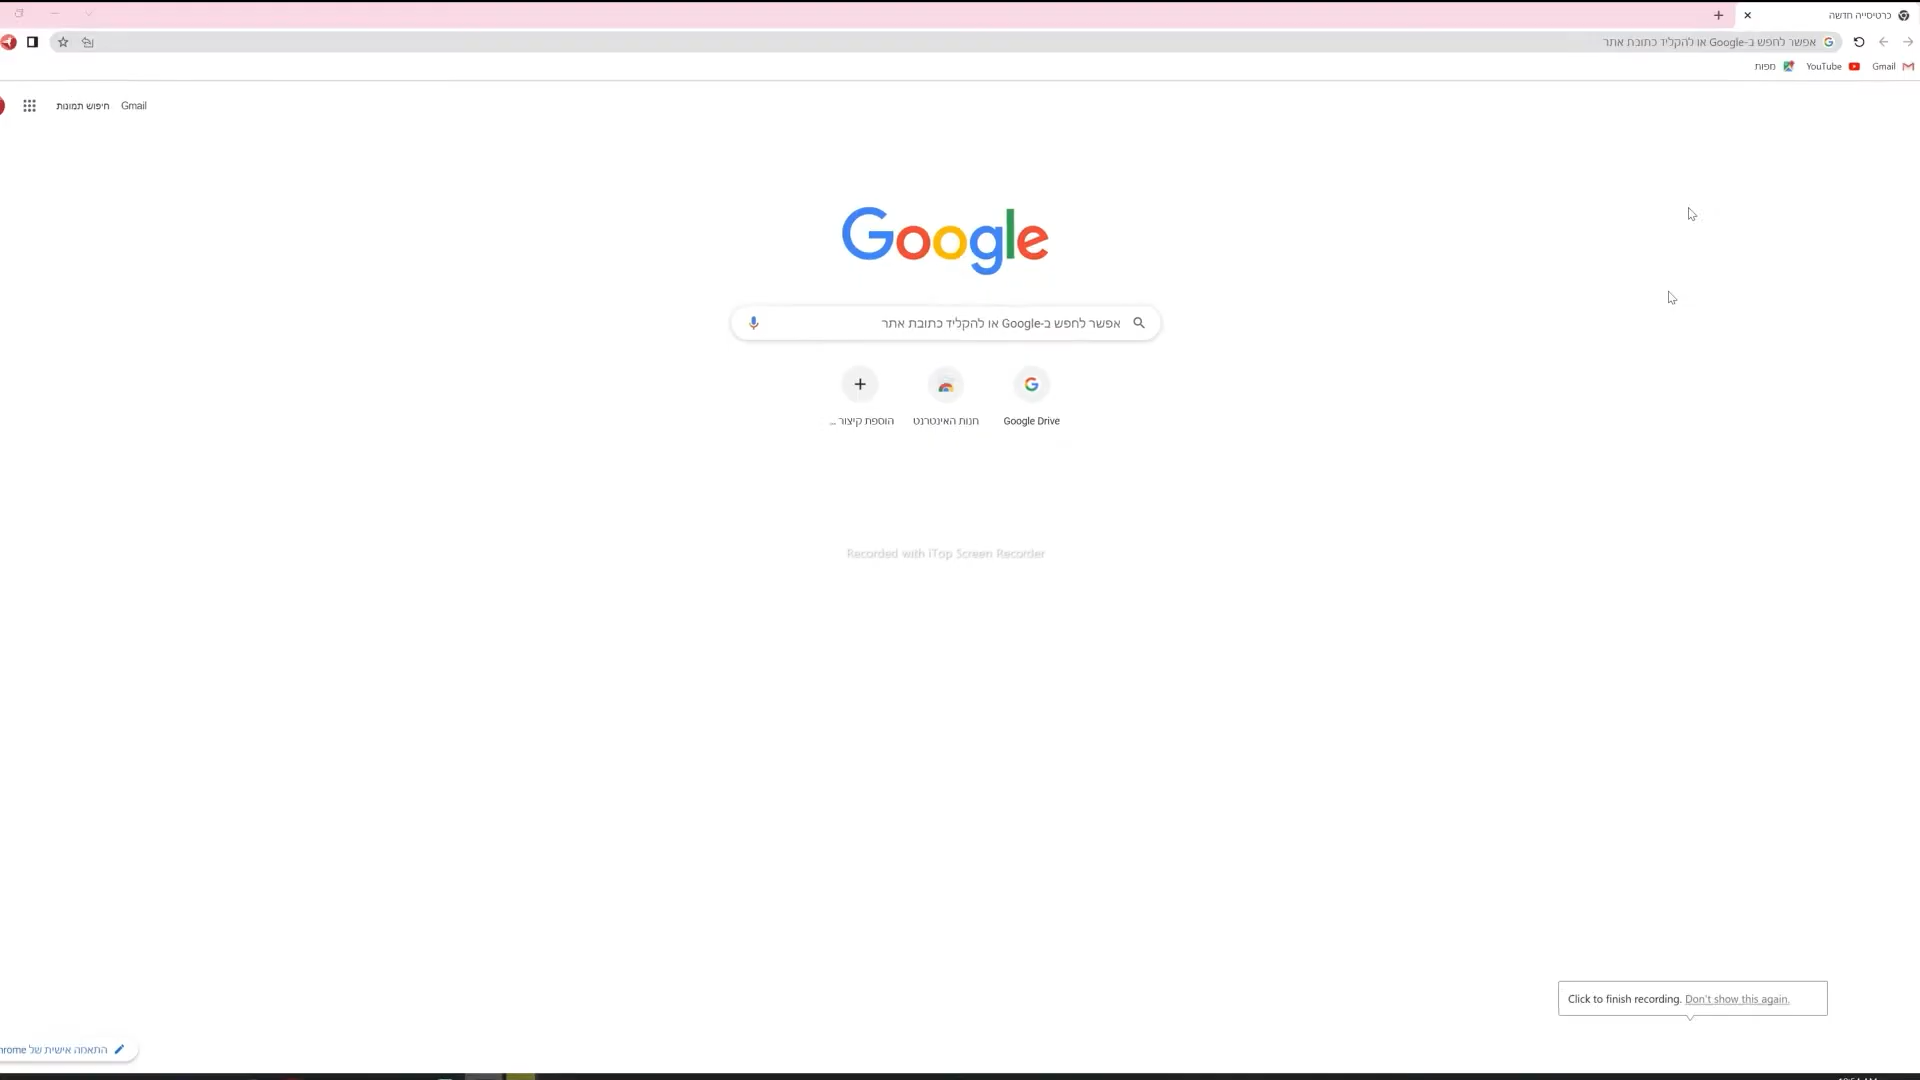 כרטיסייה חדשה
אפשר לחפש ב-Google או להקליד כתובת אתר
Gmail YouTube מפות
Gmail חיפוש תמונות
Google
אפשר לחפש ב-Google או להקליד כתובת אתר
Google Drive חנות האינטרנט הוספת קיצור ...
Recorded with iTop Screen Recorder
Click to finish recording. Don't show this again.
התאמה אישית של